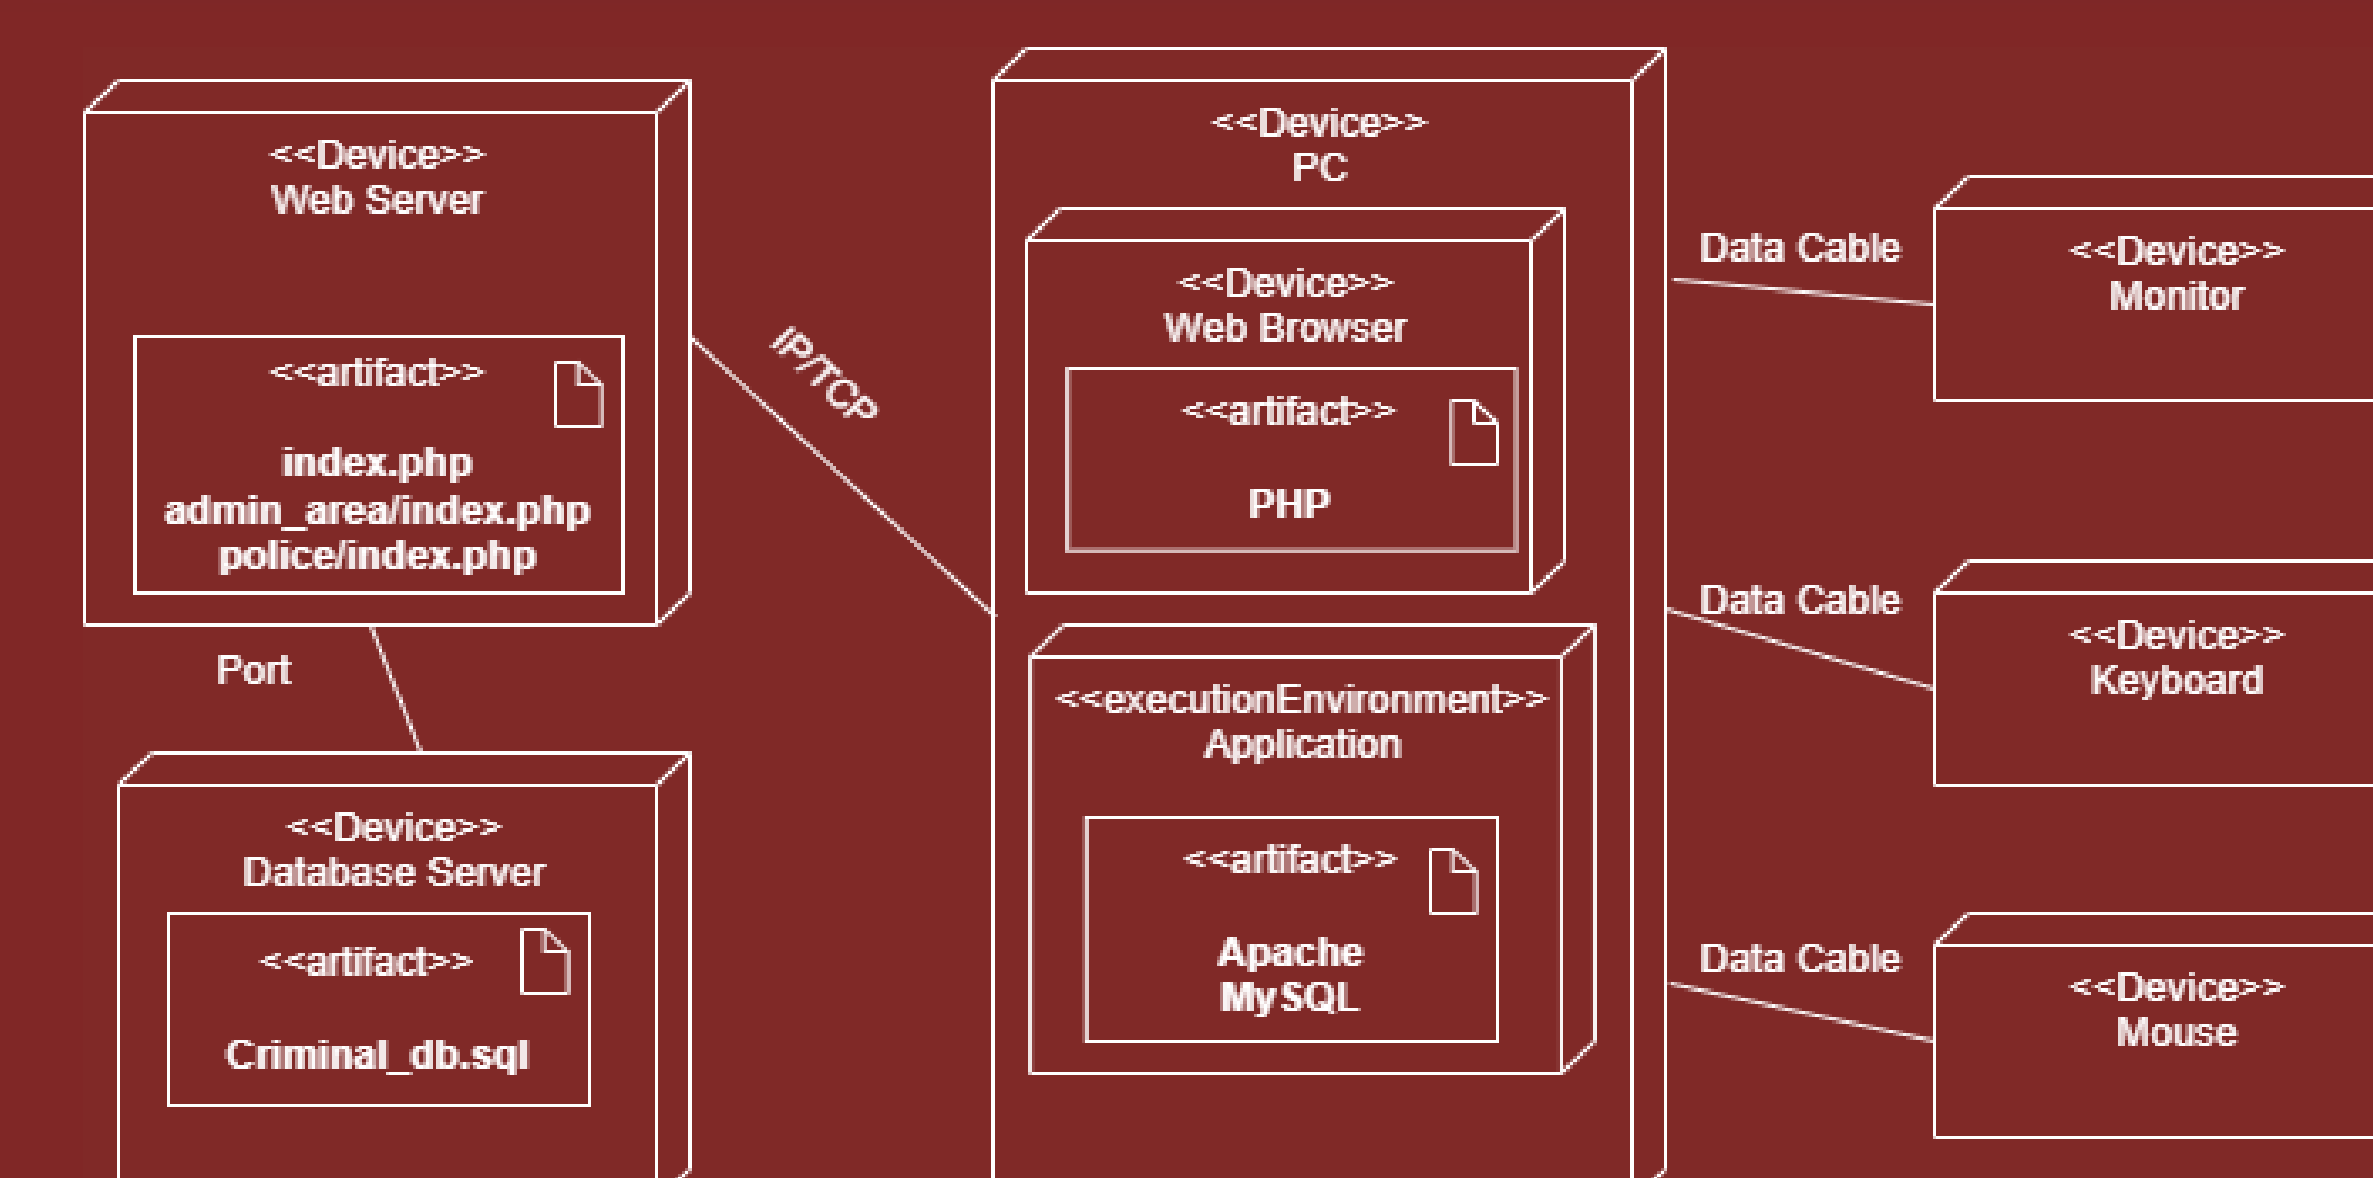 <<Device>>
Web Server
<<artifact>>
index.php
admin_area/index.php
police/index.php
Port
<<Device>>
Database Server
<<artifact>>
Criminal_db.sql
IP/TCP
<<Device>>
PC
<<Device>>
Web Browser
<<artifact>>
PHP
<<executionEnvironment>>
Application
<<artifact>>
Apache
MySQL
Data Cable
<<Device>>
Monitor
Data Cable
<<Device>>
Keyboard
Data Cable
<<Device>>
Mouse